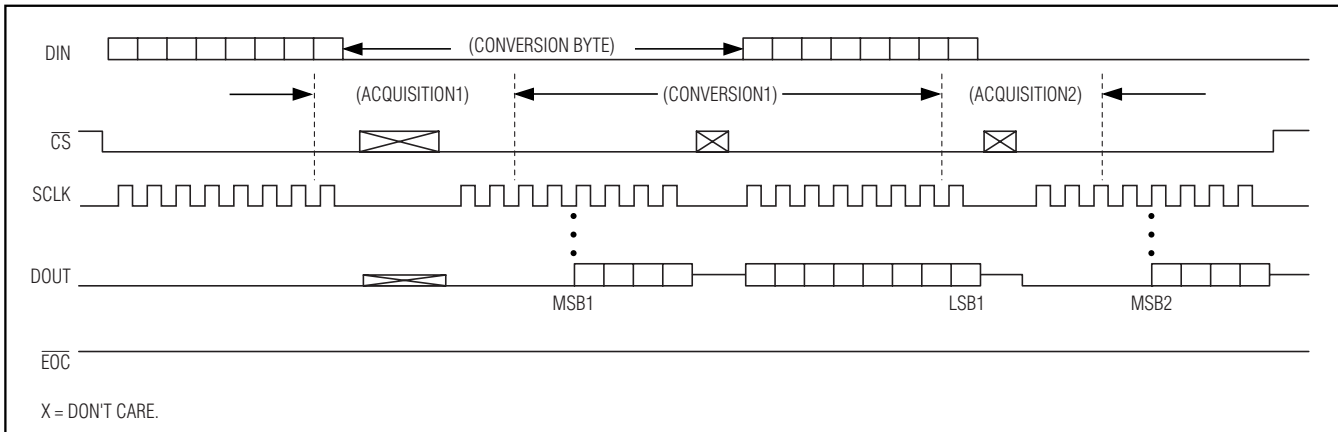 DIN
(CONVERSION BYTE)
(ACQUISITION1)
(CONVERSION1)
(ACQUISITION2)
CS
SCLK
DOUT
MSB1
LSB1
MSB2
EOC
X = DON'T CARE.